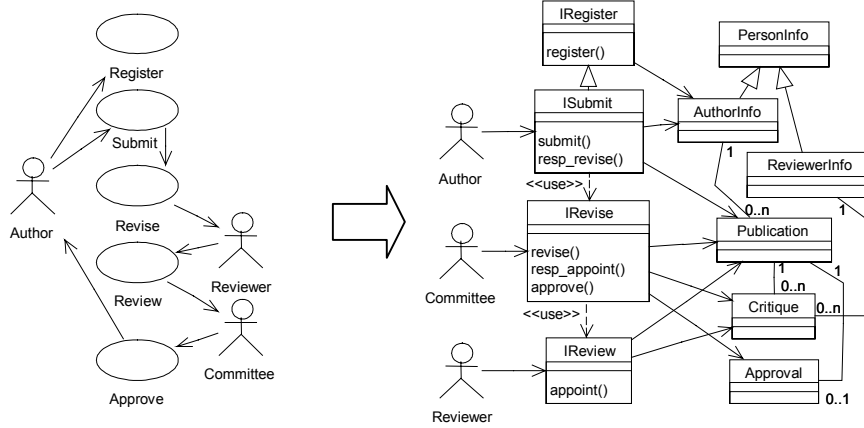 Register
Submit
Author
Revise
Reviewer
Review
Committee
Approve
IRegister
register()
PersonInfo
ISubmit
submit()
resp_revise()
AuthorInfo
Author
1
ReviewerInfo
<<use>>
1
0..n
IRevise
revise()
resp_appoint()
approve()
Publication
Committee
1
1
0..n
<<use>>
Critique
0..n
IReview
appoint()
Approval
Reviewer
0..1